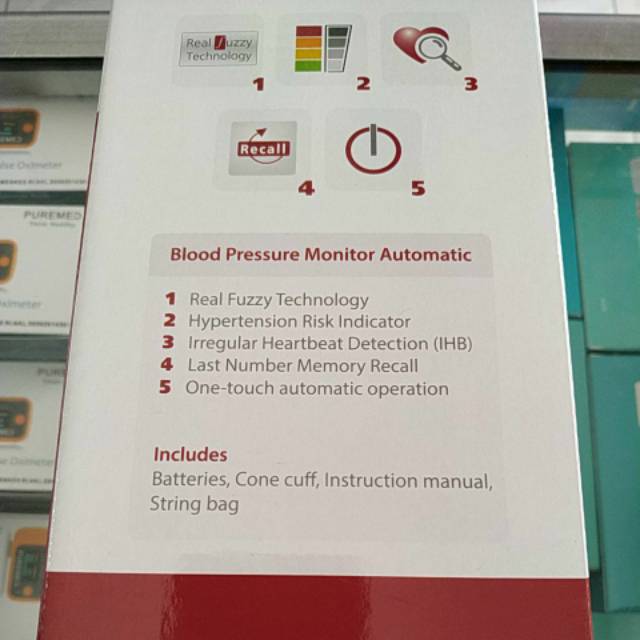 Real fuzzy
Technology
1
2
3
Recall
4
5
Blood Pressure Monitor Automatic
1 Real Fuzzy Technology
2 Hypertension Risk Indicator
3 Irregular Heartbeat Detection (IHB)
4 Last Number Memory Recall
5 One-touch automatic operation
Includes
Batteries, Cone cuff, Instruction manual,
String bag
Oximeter
PUREMED